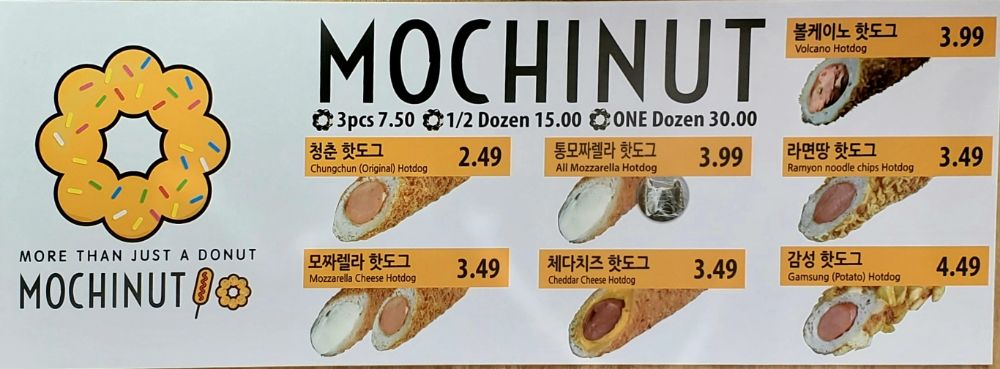 MORE THAN JUST A DONUT
MOCHINUT
MOCHINUT
3pcs 7.50 1/2 Dozen 15.00 ONE Dozen 30.00
청춘 핫도그 2.49
Chungchun (Original) Hotdog
통모짜렐라 핫도그 3.99
All Mozzarella Hotdog
모짜렐라 핫도그 3.49
Mozzarella Cheese Hotdog
체다치즈 핫도그 3.49
Cheddar Cheese Hotdog
볼케이노 핫도그 3.99
Volcano Hotdog
라면땅 핫도그 3.49
Ramyon noodle chips Hotdog
감성 핫도그 4.49
Gamsung (Potato) Hotdog